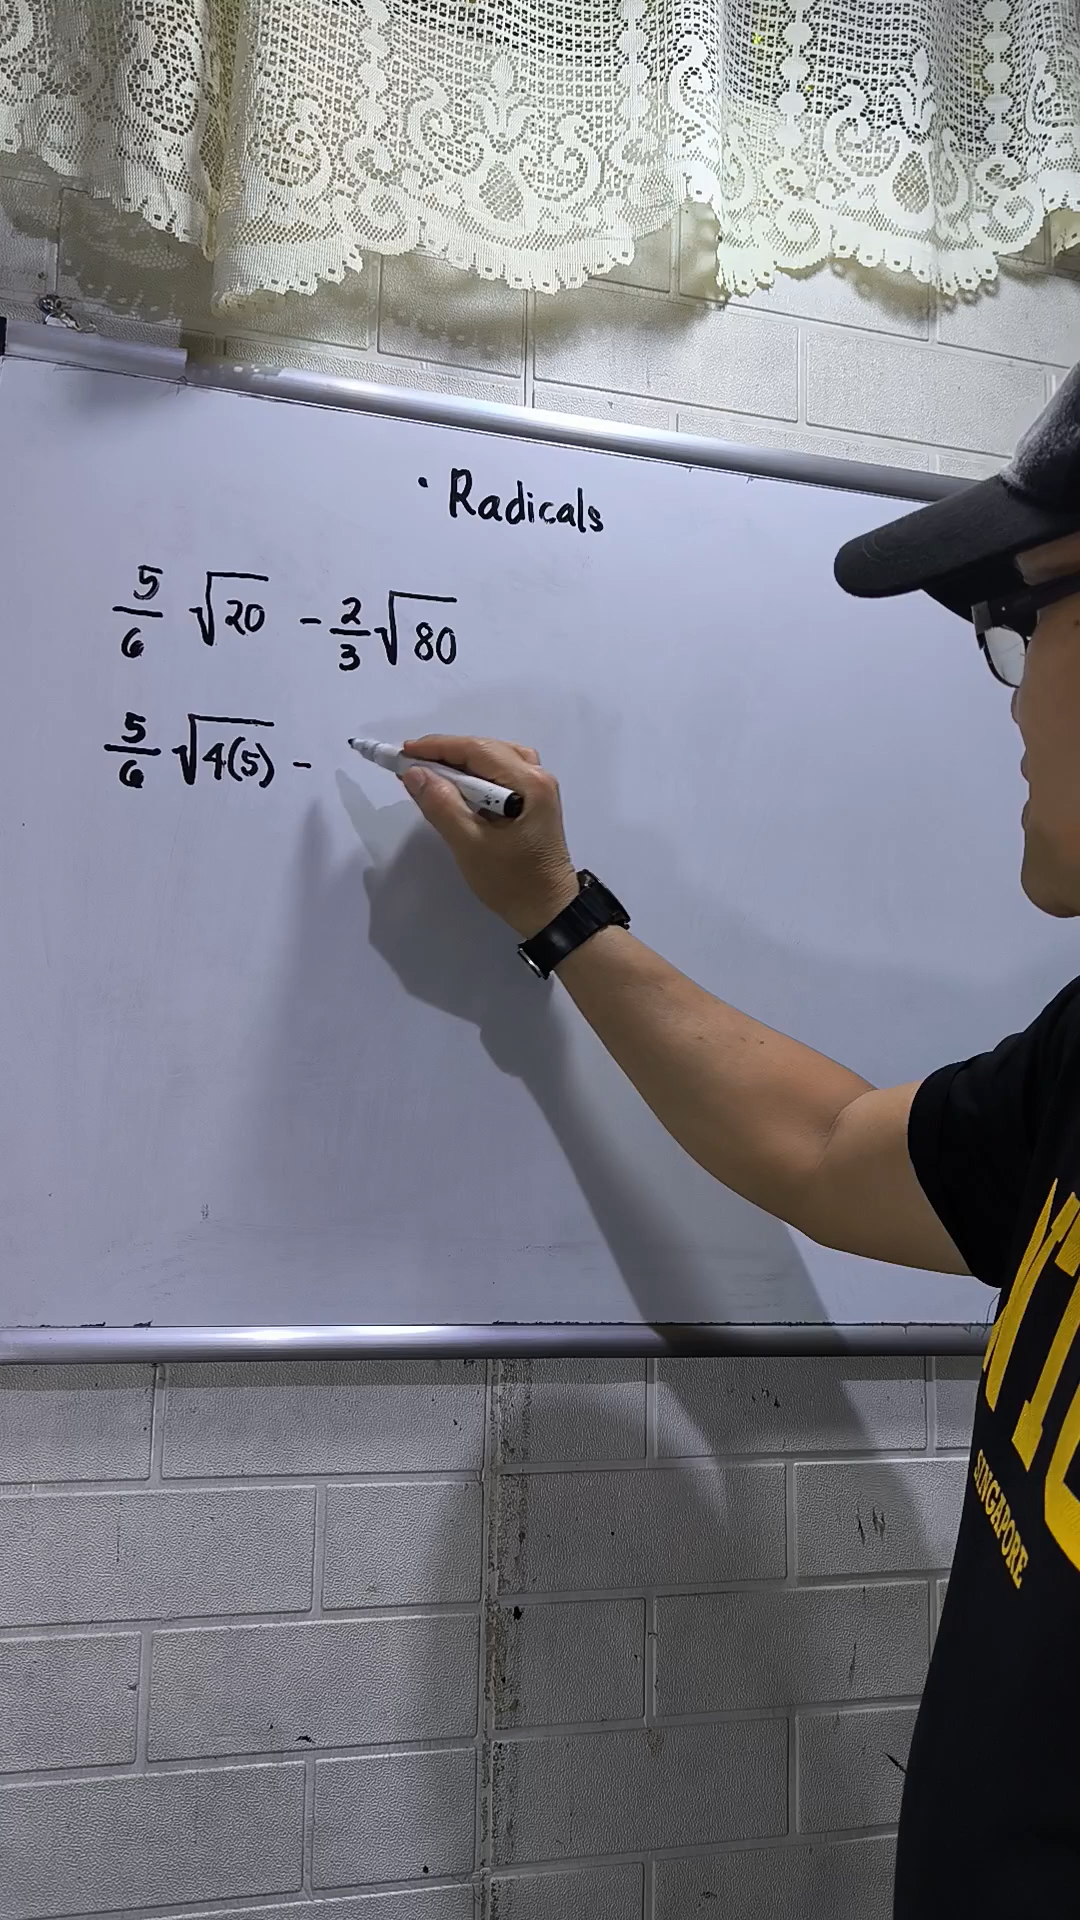 · Radicals
5/6 √20 - 2/3 √80
5/6 √4(5) -
SINGAPORE